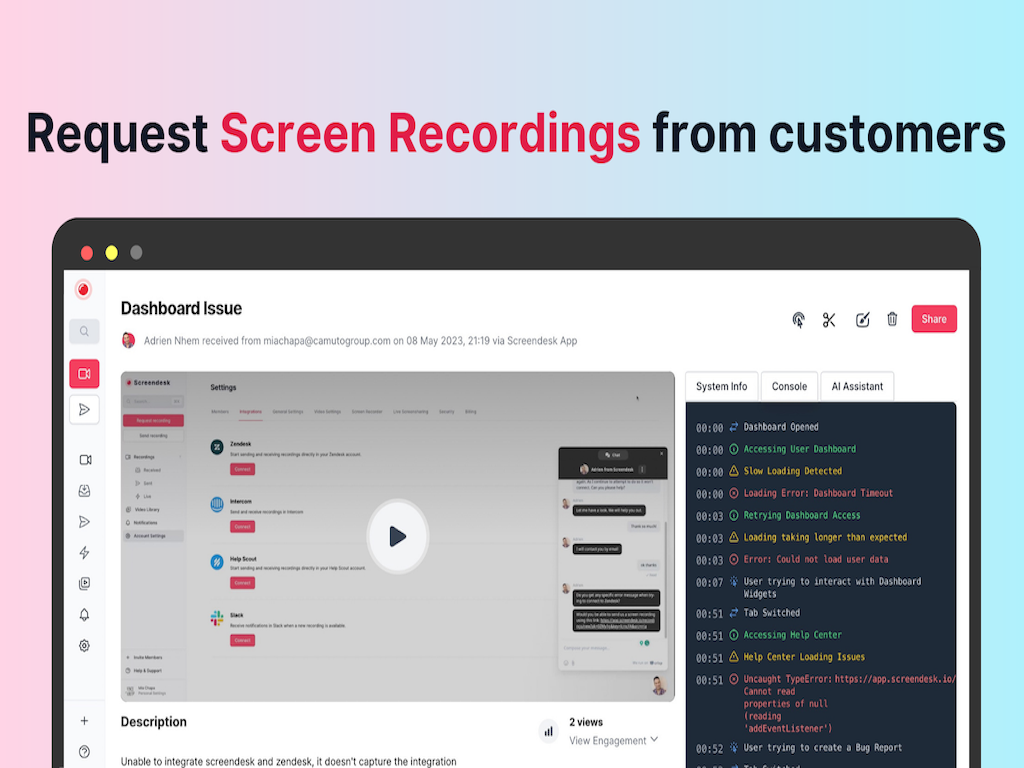 Request Screen Recordings from customers
Dashboard Issue
Adrien Nhem received from miachapa@camutogroup.com on 08 May 2023, 21:19 via Screendesk App
Share
Screendesk
Search...
Request recording
Send recording
Recordings
Received
Sent
Live
Video Library
Notifications
Account Settings
Invite Members
Help & Support
Mia Chapa
Personal Settings
Settings
Members
Integrations
General Settings
Video Settings
Screen Recorder
Live Screensharing
Security
Billing
Zendesk
Start sending and receiving recordings directly in your Zendesk account.
Connect
Intercom
Send and receive recordings in Intercom
Connect
Help Scout
Start sending and receiving recordings directly in your Help Scout account.
Connect
Slack
Receive notifications in Slack when a new recording is available.
Connect
Chat
Adrien from Screendesk
Let me have a look. We will help you out.
Thank so much!
I will contact you by email
ok, thanks
Do you get any specific error message when try-
ing to connect to Zendesk?
Would you be able to send us a screen recording
System Info
Console
AI Assistant
00:00 Dashboard Opened
00:00 Accessing User Dashboard
00:00 Slow Loading Detected
00:00 Loading Error: Dashboard Timeout
00:03 Retrying Dashboard Access
00:03 Loading taking longer than expected
00:03 Error: Could not load user data
00:07 User trying to interact with Dashboard
Widgets
00:51 Tab Switched
00:51 Accessing Help Center
00:51 Help Center Loading Issues
00:51 Uncaught TypeError: https://app.screendesk.io/
Cannot read
properties of null
(reading
'addEventListener')
00:52 User trying to create a Bug Report
Tab Switched
Description
2 views
View Engagement
Unable to integrate screendesk and zendesk, it doesn't capture the integration